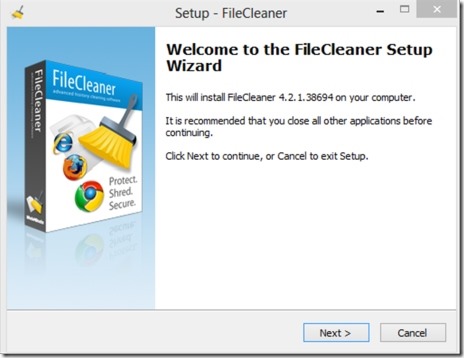 Setup - FileCleaner
FileCleaner
FileCleaner
advanced history-cleaning software
Protect.
Shred.
Secure.
Welcome to the FileCleaner Setup
Wizard
This will install FileCleaner 4.2.1.38694 on your computer.
It is recommended that you close all other applications before
continuing.
Click Next to continue, or Cancel to exit Setup.
Next >
Cancel